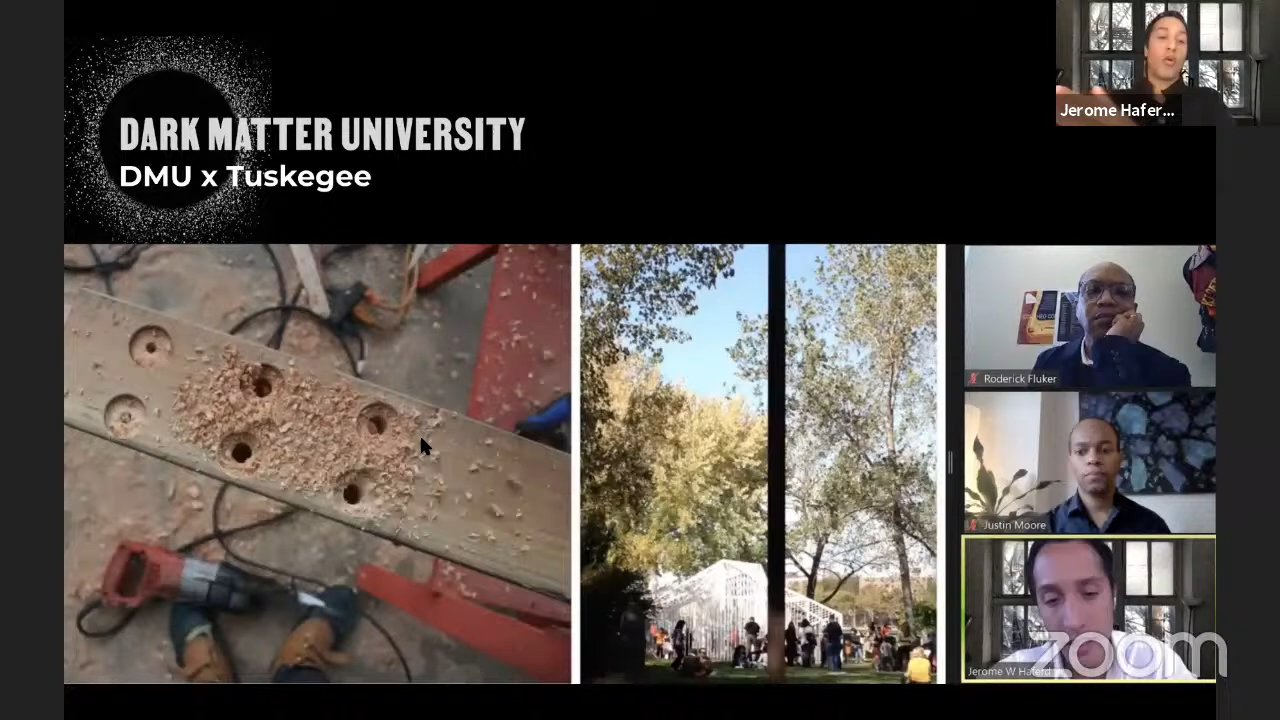 DARK MATTER UNIVERSITY
DMU x Tuskegee
Jerome Hafer...
Roderick Fluker
Justin Moore
Jerome W Haferd
zoom